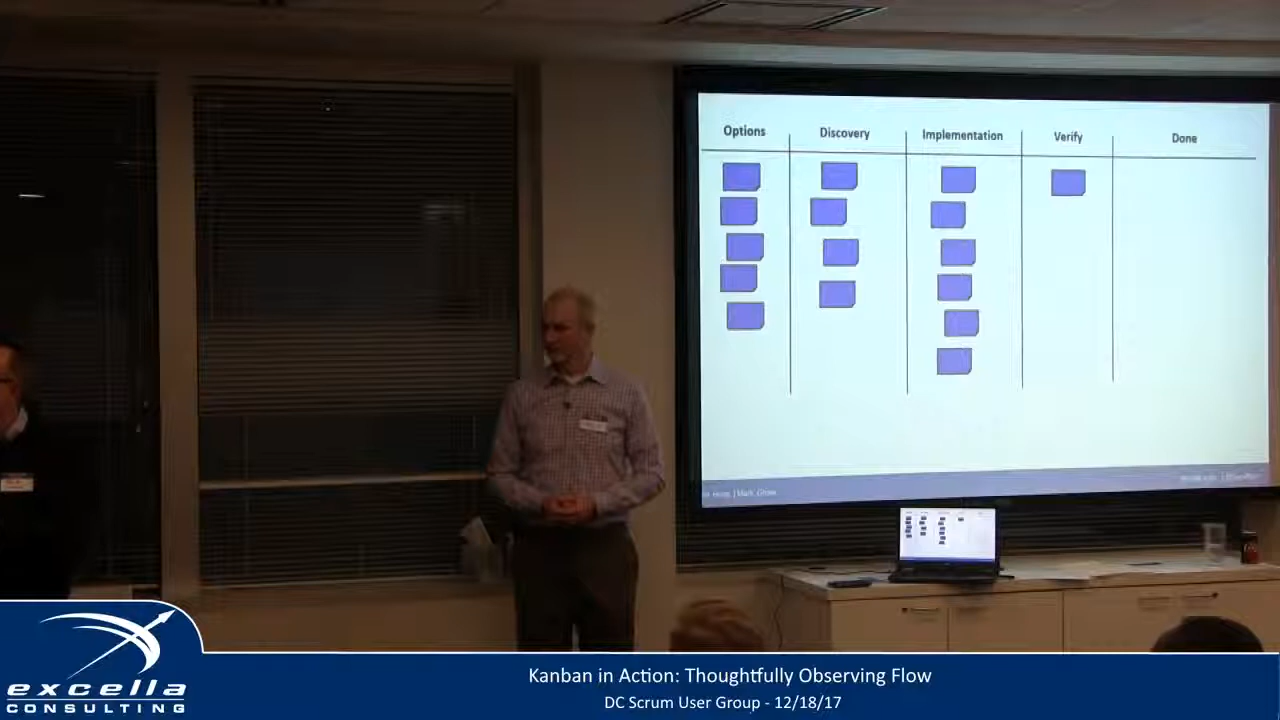 Options Discovery Implementation Verify Done
excella
CONSULTING
Kanban in Action: Thoughtfully Observing Flow
DC Scrum User Group - 12/18/17